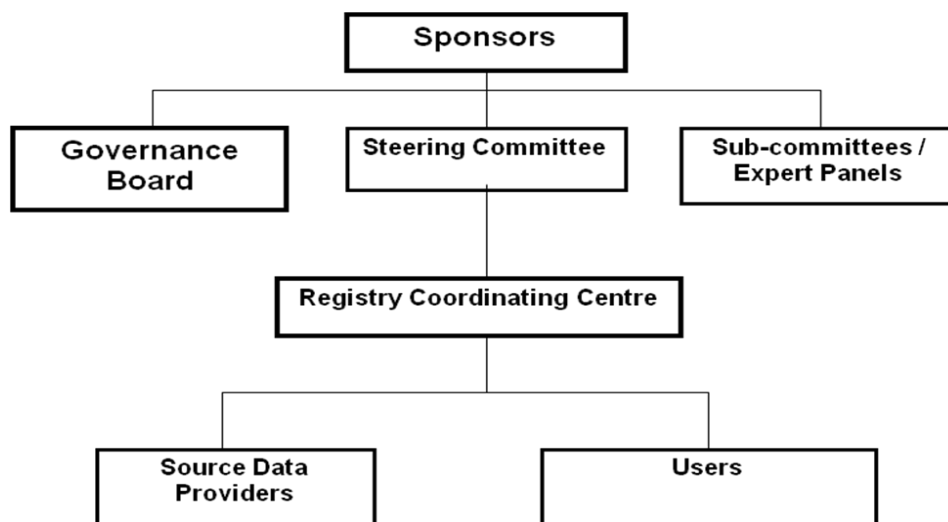 Sponsors
Governance
Board
Steering Committee
Sub-committees /
Expert Panels
Registry Coordinating Centre
Source Data
Providers
Users